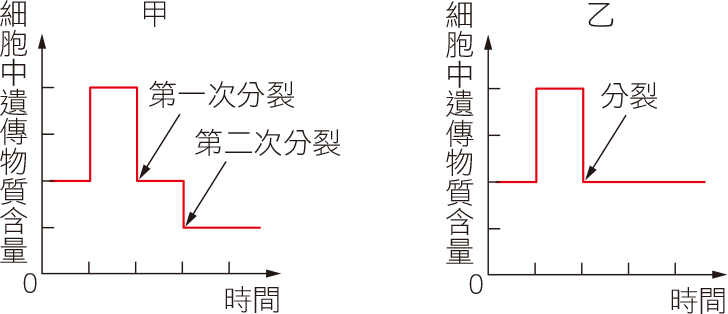 甲
細胞中遺傳物質含量
第一次分裂
第二次分裂
0
時間
乙
細胞中遺傳物質含量
分裂
0
時間